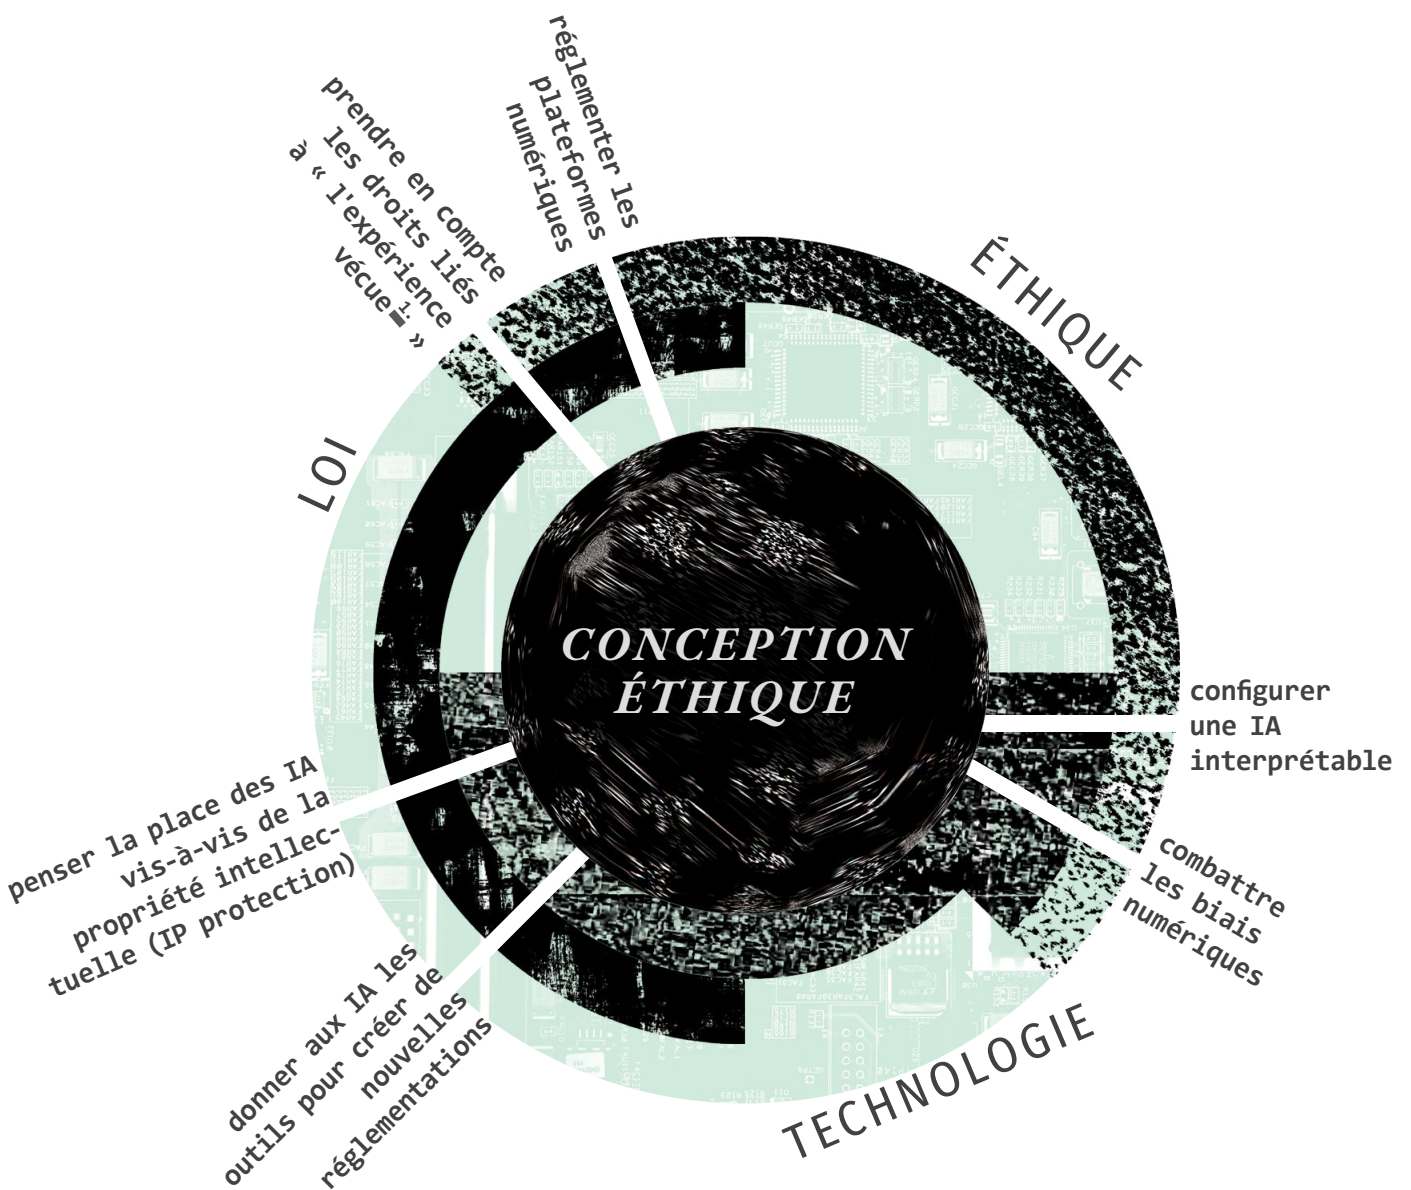 réglementer les
plateformes
numériques
prendre en compte
les droits liés
à « l'expérience
vécue 1. »
ÉTHIQUE
LOI
CONCEPTION
ÉTHIQUE
configurer
une IA
interprétable
combattre
les biais
numériques
TECHNOLOGIE
penser la place des IA
vis-à-vis de la
propriété intellec-
tuelle (IP protection)
donner aux IA les
outils pour créer de
nouvelles
réglementations